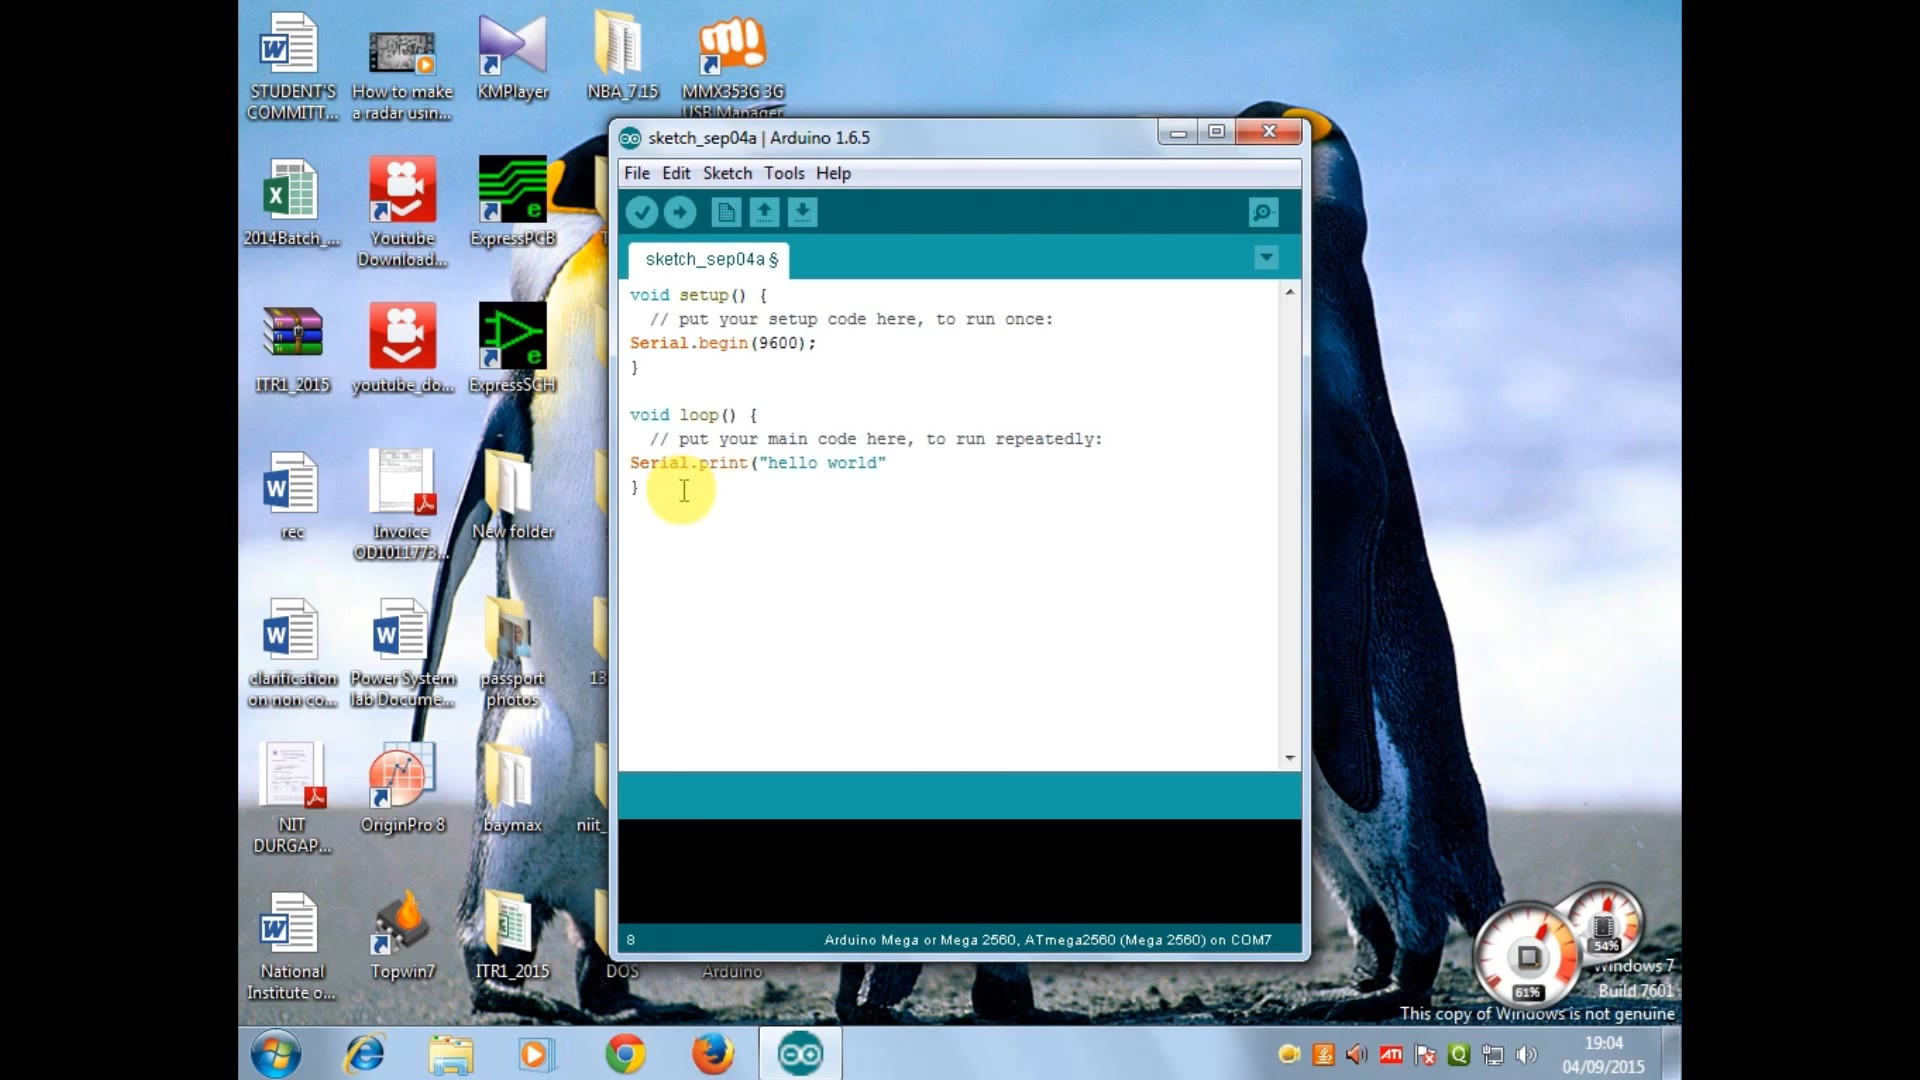 STUDENT'S
COMMITT...
How to make
a radar usin...
KMPlayer
NBA_7.15
MMX353G 3G
USB Manager
2014Batch_...
Youtube
Download...
ExpressPCB
ITR1_2015
youtube_do...
ExpressSCH
rec
Invoice
OD1011773...
New folder
clarification
on non co...
Power System
lab Docume...
passport
photos
13
NIT
DURGAP...
OriginPro 8
baymax
niit_
National
Institute o...
Topwin7
ITR1_2015
DOS
Arduino
sketch_sep04a | Arduino 1.6.5
File Edit Sketch Tools Help
sketch_sep04a §
void setup() {
// put your setup code here, to run once:
Serial.begin(9600);
}
void loop() {
// put your main code here, to run repeatedly:
Serial.print("hello world"
}
8
Arduino Mega or Mega 2560, ATmega2560 (Mega 2560) on COM7
54%
61%
Windows 7
Build 7601
This copy of Windows is not genuine
ATI
19:04
04/09/2015